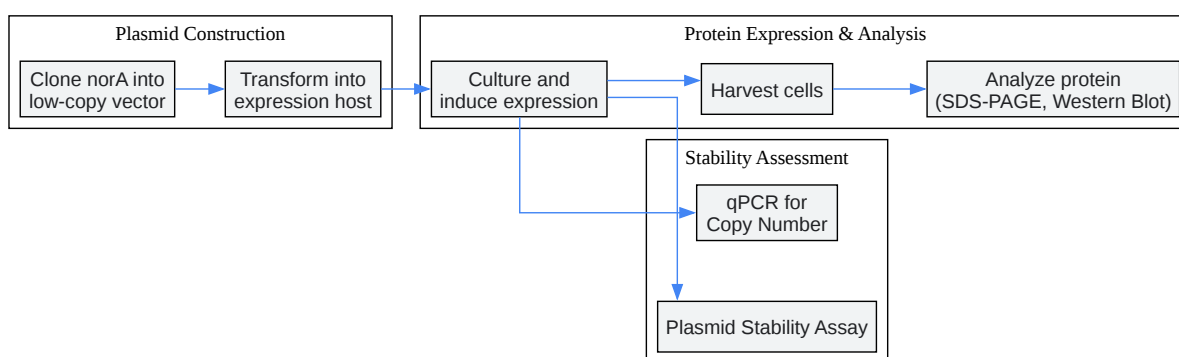 Plasmid Construction
Clone norA into
low-copy vector
Transform into
expression host
Protein Expression & Analysis
Culture and
induce expression
Harvest cells
Analyze protein
(SDS-PAGE, Western Blot)
Stability Assessment
qPCR for
Copy Number
Plasmid Stability Assay